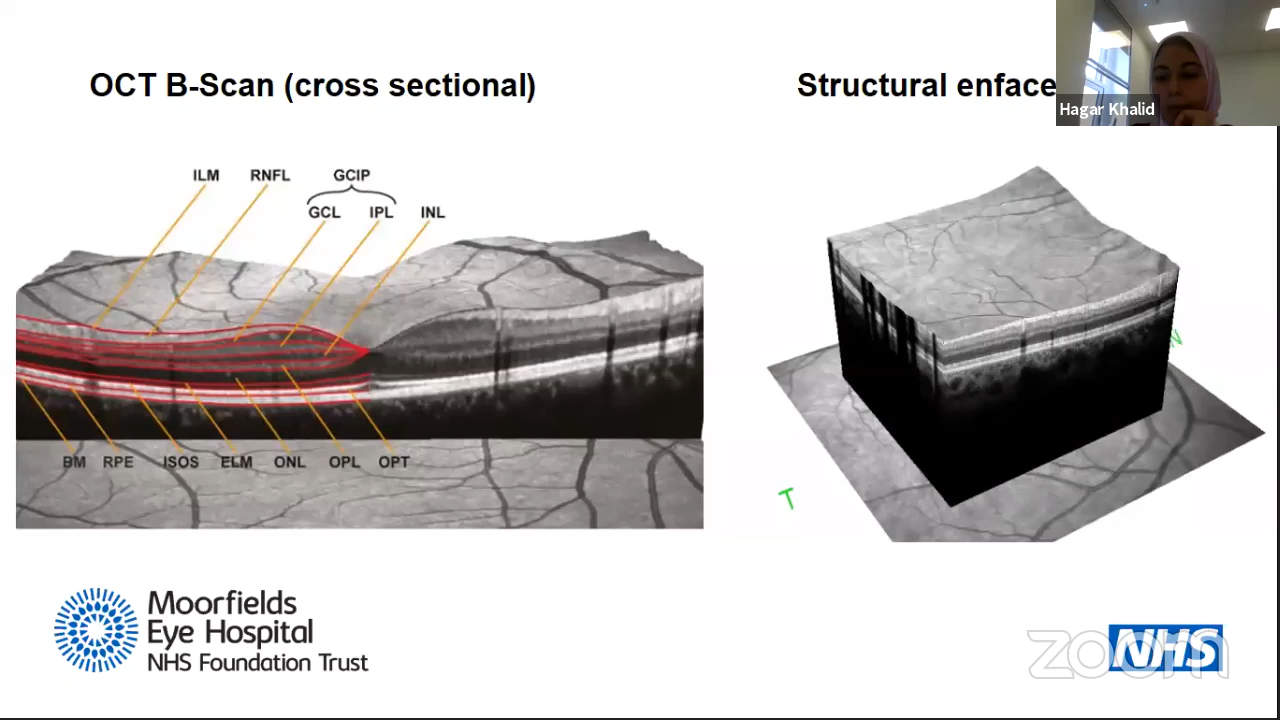 OCT B-Scan (cross sectional)
Structural enface
Hagar Khalid
ILM RNFL GCIP
GCL IPL INL
BM RPE ISOS ELM ONL OPL OPT
T
N
Moorfields
Eye Hospital
NHS Foundation Trust
zoom
NHS